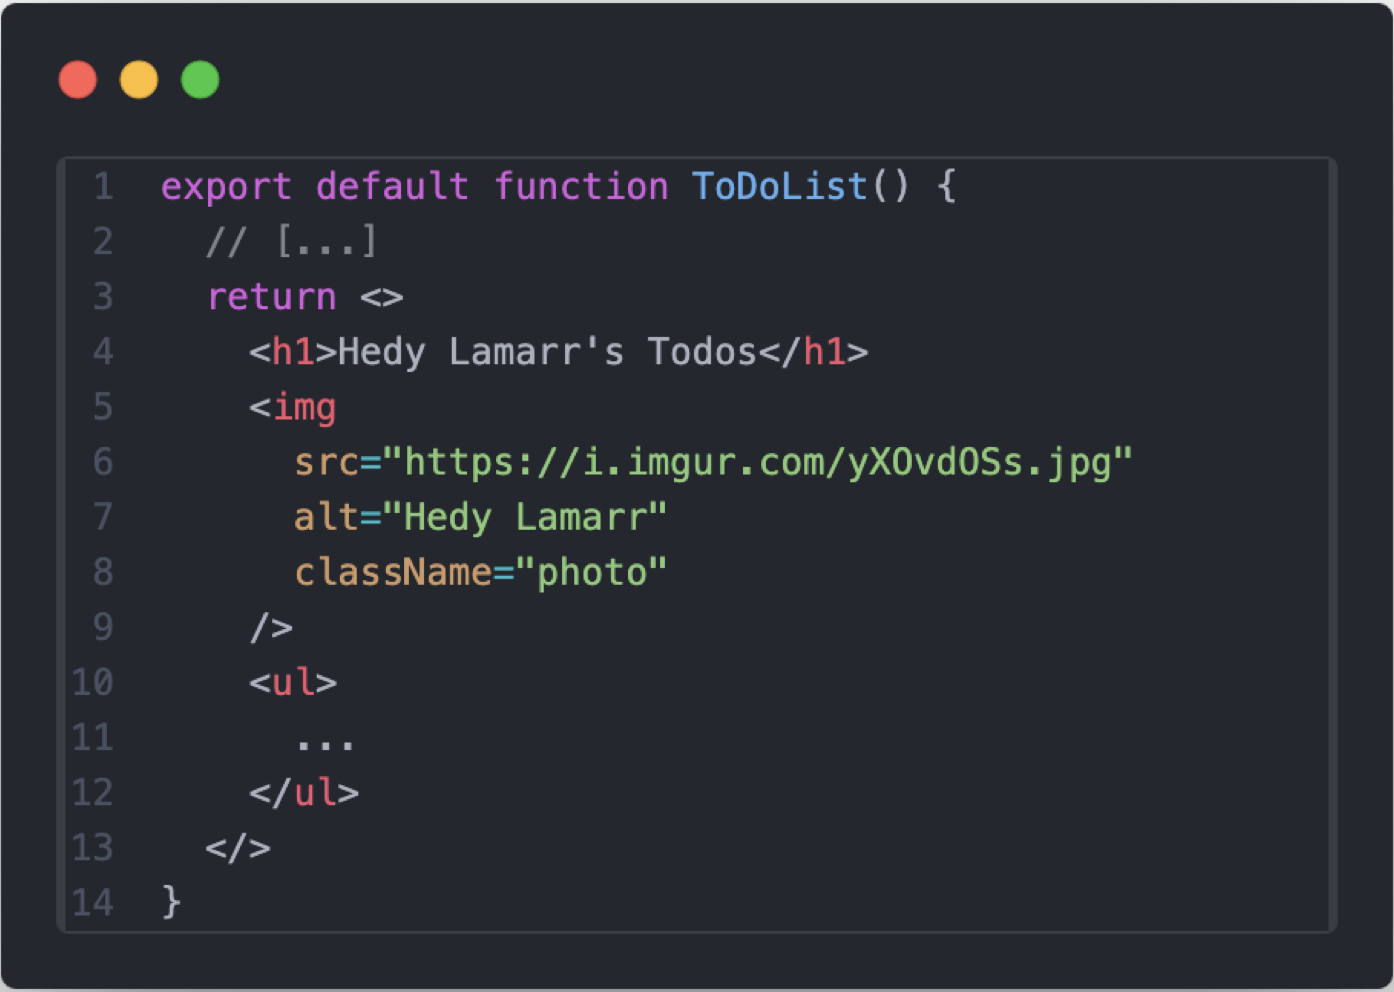 1 export default function ToDoList() {
2 // [...]
3 return <>
4 <h1>Hedy Lamarr's Todos</h1>
5 <img
6 src="https://i.imgur.com/yXOvdOSs.jpg"
7 alt="Hedy Lamarr"
8 className="photo"
9 />
10 <ul>
11 ...
12 </ul>
13 </>
14 }